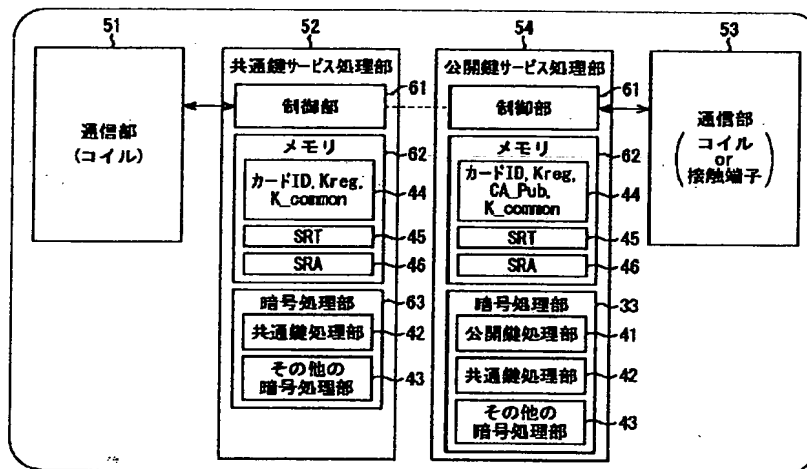 51
52
54
53
通信部
(コイル)
共通鍵サービス処理部
61
制御部
メモリ
62
カードID, Kreg,
K_common
44
SRT
45
SRA
46
暗号処理部
63
共通鍵処理部
42
その他の
暗号処理部
43
公開鍵サービス処理部
61
制御部
メモリ
62
カードID, Kreg,
CA_Pub,
K_common
44
SRT
45
SRA
46
暗号処理部
33
公開鍵処理部
41
共通鍵処理部
42
その他の
暗号処理部
43
通信部
(コイル
or
接触端子)